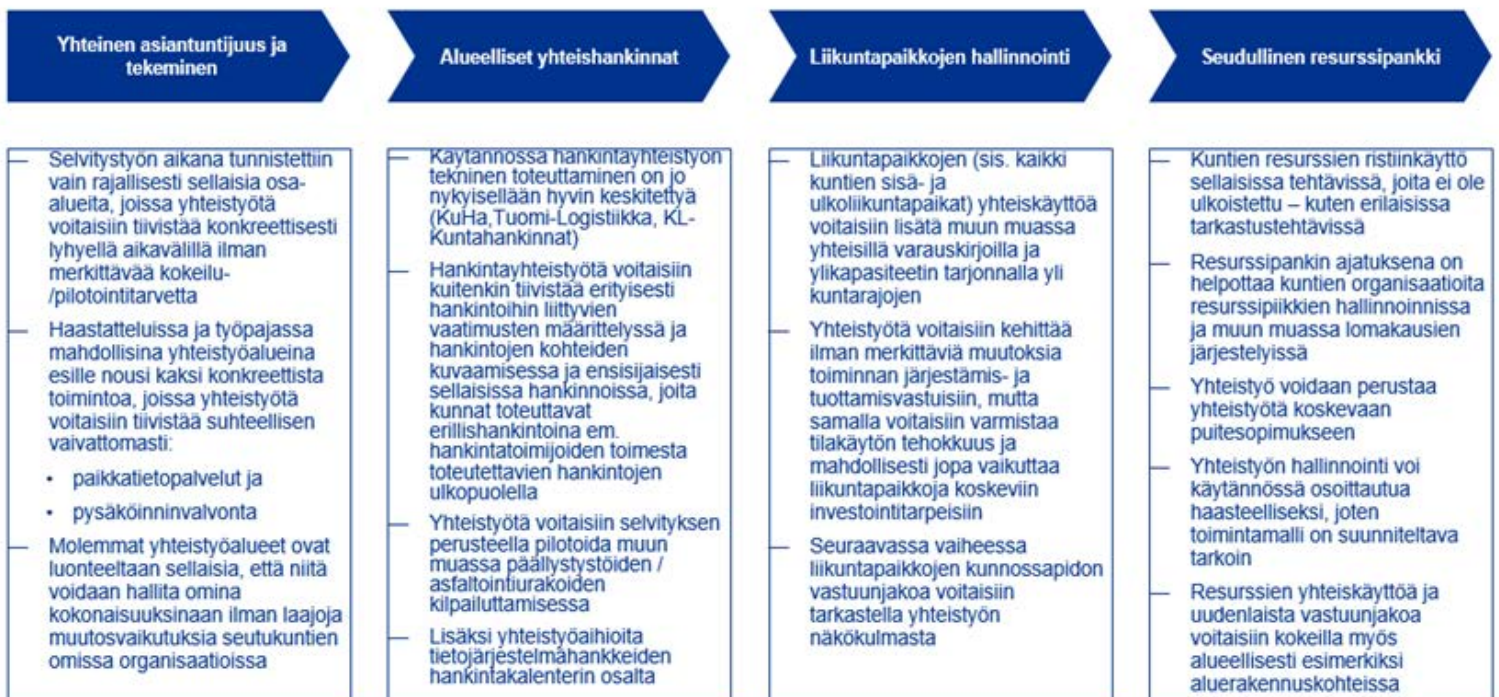 Yhteinen asiantuntijuus ja
tekeminen
— Selvitystyön aikana tunnistettiin
vain rajallisesti sellaisia osa-
alueita, joissa yhteistyötä
voitaisiin tiivistää konkreettisesti
lyhyellä aikavälillä ilman
merkittävää kokeilu-
/pilotointitarvetta
— Haastatteluissa ja työpajassa
mahdollisina yhteistyöalueina
esille nousi kaksi konkreettista
toimintoa, joissa yhteistyötä
voitaisiin tiivistää suhteellisen
vaivattomasti:
• paikkatietopalvelut ja
• pysäköinninvalvonta
— Molemmat yhteistyöalueet ovat
luonteeltaan sellaisia, että niitä
voidaan hallita omina
kokonaisuuksinaan ilman laajoja
muutosvaikutuksia seutukuntien
omissa organisaatioissa
Alueelliset yhteishankinnat
— Käytännössä hankintayhteistyön
tekninen toteuttaminen on jo
nykyisellään hyvin keskitettyä
(KuHa,Tuomi-Logistiikka, KL-
Kuntahankinnat)
— Hankintayhteistyötä voitaisiin
kuitenkin tiivistää erityisesti
hankintoihin liittyvien
vaatimusten määrittelyssä ja
hankintojen kohteiden
kuvaamisessa ja ensisijaisesti
sellaisissa hankinnoissa, joita
kunnat toteuttavat
erillishankintoina em.
hankintatoimijoiden toimesta
toteutettavien hankintojen
ulkopuolella
— Yhteistyötä voitaisiin selvityksen
perusteella pilotoida muun
muassa päällystystöiden /
asfaltointiurakoiden
kilpailuttamisessa
— Lisäksi yhteistyöaihioita
tietojärjestelmähankkeiden
hankintakalenterin osalta
Liikuntapaikkojen hallinnointi
— Liikuntapaikkojen (sis. kaikki
kuntien sisä- ja
ulkoliikuntapaikat) yhteiskäyttöä
voitaisiin lisätä muun muassa
yhteisillä varauskirjoilla ja
ylikapasiteetin tarjonnalla yli
kuntarajojen
— Yhteistyötä voitaisiin kehittää
ilman merkittäviä muutoksia
toiminnan järjestämis- ja
tuottamisvastuisiin, mutta
samalla voitaisiin varmistaa
tilakäytön tehokkuus ja
mahdollisesti jopa vaikuttaa
liikuntapaikkoja koskeviin
investointitarpeisiin
— Seuraavassa vaiheessa
liikuntapaikkojen kunnossapidon
vastuunjakoa voitaisiin
tarkastella yhteistyön
näkökulmasta
Seudullinen resurssipankki
— Kuntien resurssien ristiinkäyttö
sellaisissa tehtävissä, joita ei ole
ulkoistettu – kuten erilaisissa
tarkastustehtävissä
— Resurssipankin ajatuksena on
helpottaa kuntien organisaatioita
resurssipiikkien hallinnoinnissa
ja muun muassa lomakausien
järjestelyissä
— Yhteistyö voidaan perustaa
yhteistyötä koskevaan
puitesopimukseen
— Yhteistyön hallinnointi voi
käytännössä osoittautua
haasteelliseksi, joten
toimintamalli on suunniteltava
tarkoin
— Resurssien yhteiskäyttöä ja
uudenlaista vastuunjakoa
voitaisiin kokeilla myös
alueellisesti esimerkiksi
aluerakennuskohteissa